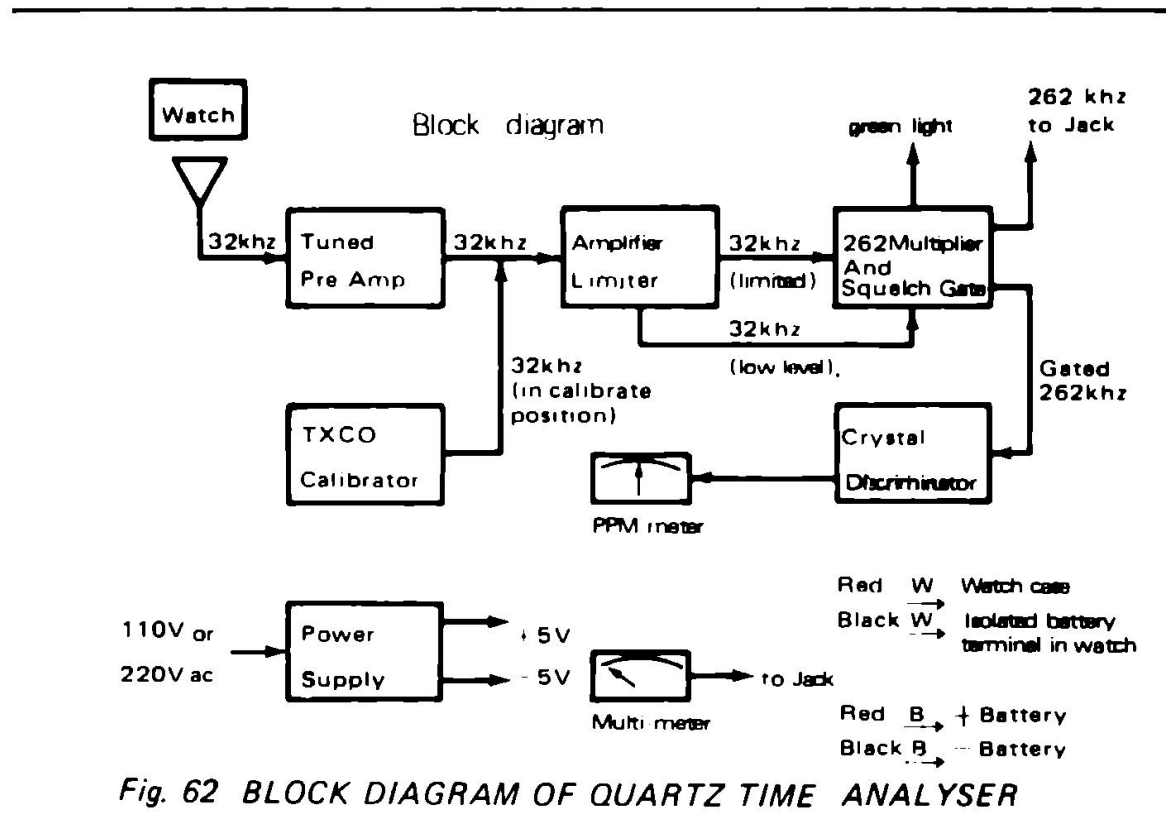 Watch
Block diagram
green light
262 khz
to Jack
32khz
Tuned
Pre Amp
32khz
Amplifier
Limiter
32khz
(limited)
262Multiplier
And
Squelch Gate
32khz
(low level).
32khz
(in calibrate
position)
Gated
262khz
TXCO
Calibrator
PPM meter
Crystal
Discriminator
110V or
220V ac
Power
Supply
+ 5V
- 5V
Multi meter
to Jack
Red W Watch case
Black W Isolated battery
terminal in watch
Red B + Battery
Black B - Battery
Fig. 62 BLOCK DIAGRAM OF QUARTZ TIME ANALYSER